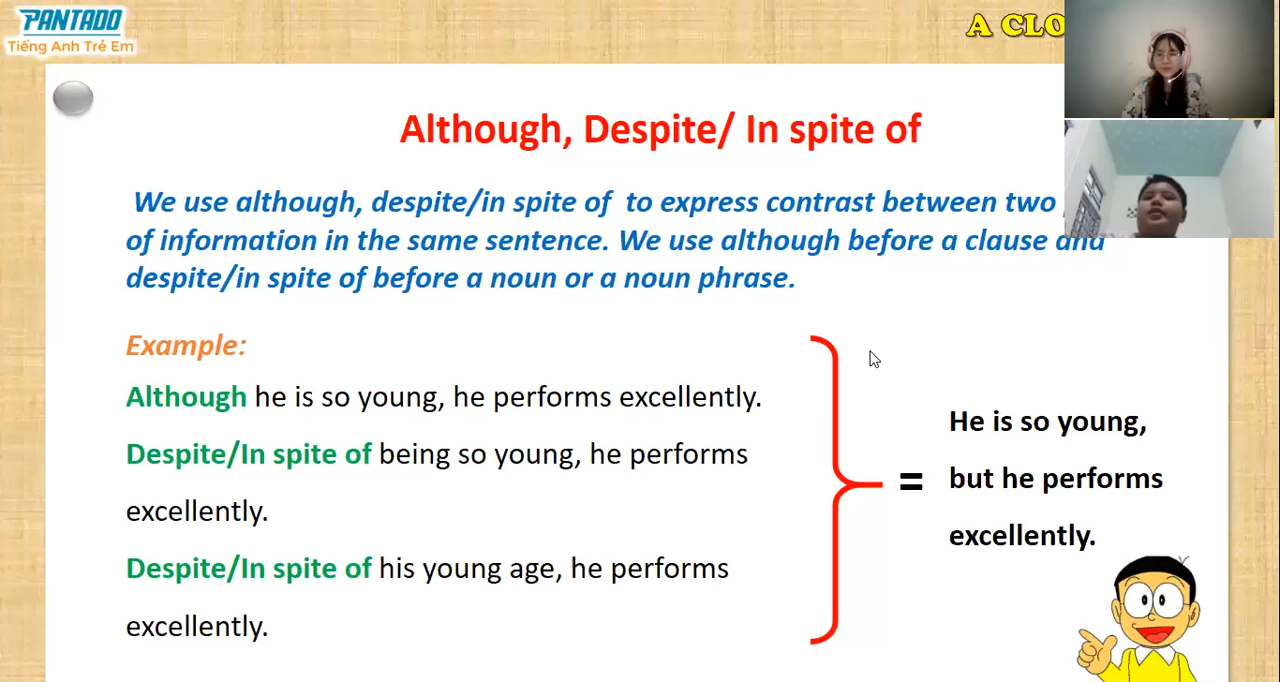 PANTADO
Tiếng Anh Trẻ Em
A CLO
Although, Despite/ In spite of
We use although, despite/in spite of to express contrast between two
of information in the same sentence. We use although before a clause and
despite/in spite of before a noun or a noun phrase.
Example:
Although he is so young, he performs excellently.
Despite/In spite of being so young, he performs
excellently.
Despite/In spite of his young age, he performs
excellently.
=
He is so young,
but he performs
excellently.